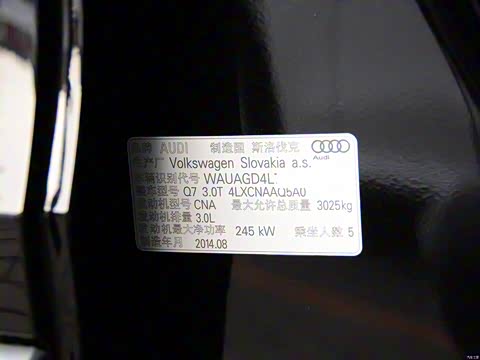 品牌 AUDI 制造国 斯洛伐克
Audi
生产厂 Volkswagen Slovakia a.s.
车辆识别代号 WAUAGD4L
整车型号 Q7 3.0T 4LXCNAAQ5A0
发动机型号 CNA 最大允许总质量 3025kg
发动机排量 3.0L
发动机最大净功率 245 kW 乘坐人数 5
制造年月 2014.08